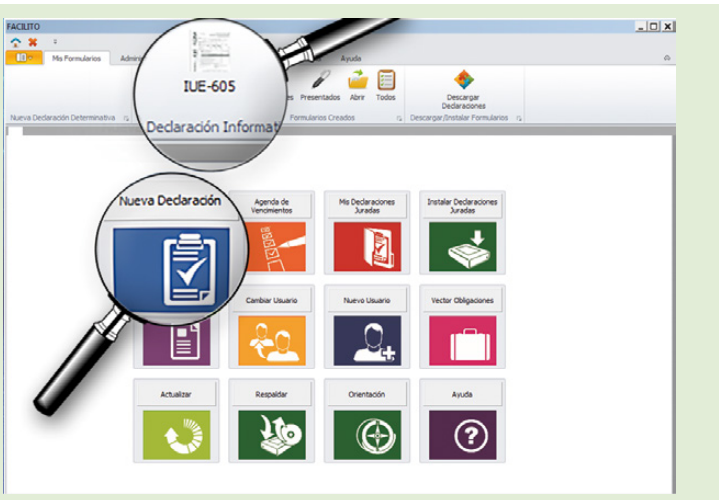 FACILITO
Mis Formularios
Ayuda
IUE-605
Presentados
Abrir
Todos
Descargar
Declaraciones
Nueva Declaración Determinativa
Declaración Informat
Formularios Creados
Descargar/Instalar Formularios
Nueva Declaración
Agenda de
Vencimientos
Mis Declaraciones
Juradas
Instalar Declaraciones
Juradas
Cambiar Usuario
Nuevo Usuario
Vector Obligaciones
Actualizar
Respaldar
Orientación
Ayuda